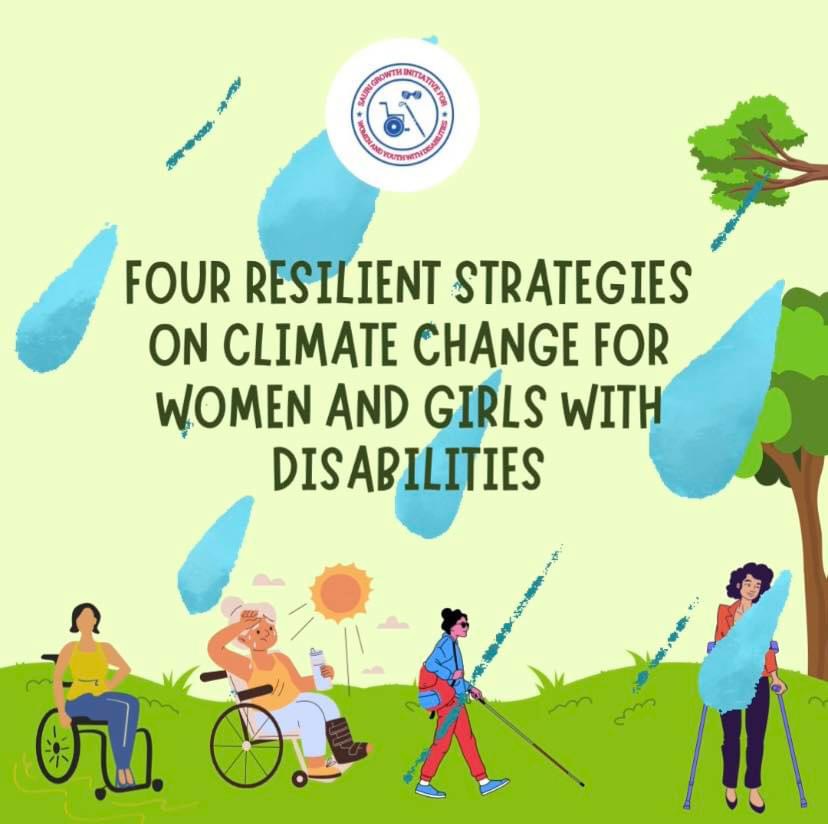 SAURI GROWTH INITIATIVE FOR
WOMEN AND YOUTH WITH DISABILITIES
FOUR RESILIENT STRATEGIES
ON CLIMATE CHANGE FOR
WOMEN AND GIRLS WITH
DISABILITIES